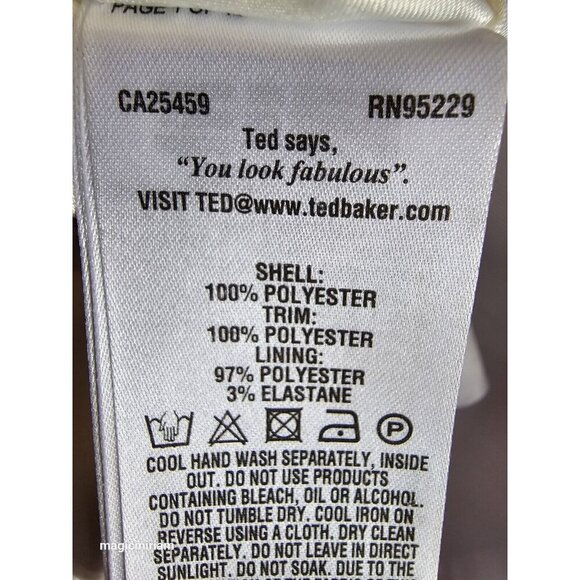 PAGE 1 OF
CA25459 RN95229
Ted says,
“You look fabulous”.
VISIT TED@www.tedbaker.com
SHELL:
100% POLYESTER
TRIM:
100% POLYESTER
LINING:
97% POLYESTER
3% ELASTANE
P
COOL HAND WASH SEPARATELY, INSIDE
OUT. DO NOT USE PRODUCTS
CONTAINING BLEACH, OIL OR ALCOHOL.
DO NOT TUMBLE DRY. COOL IRON ON
REVERSE USING A CLOTH. DRY CLEAN
SEPARATELY. DO NOT LEAVE IN DIRECT
SUNLIGHT. DO NOT SOAK. DUE TO THE